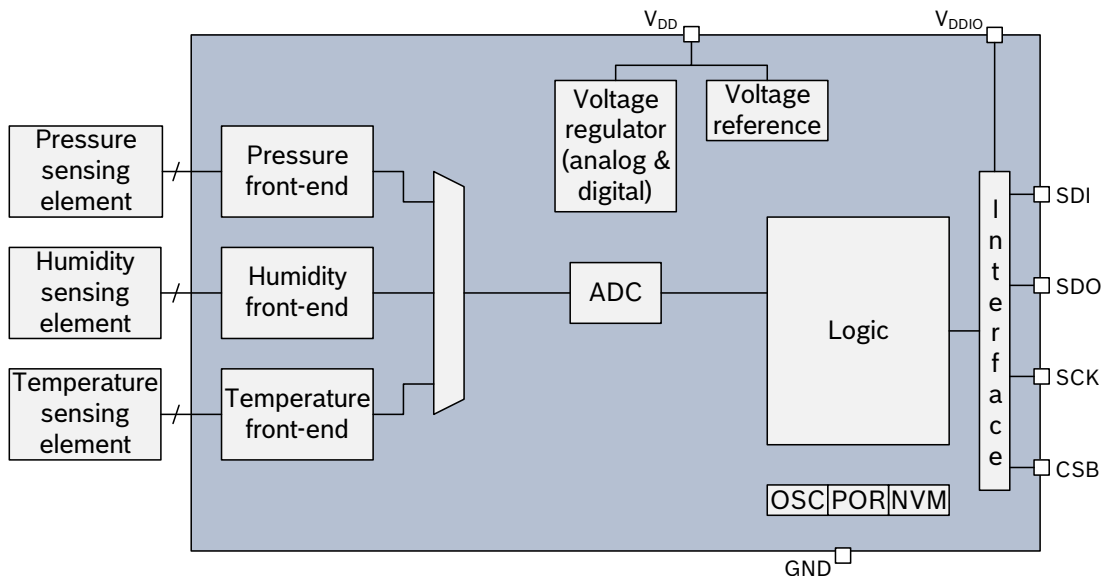 VDD
VDDIO
Voltage
regulator
(analog &
digital)
Voltage
reference
Pressure
sensing
element
Pressure
front-end
Humidity
sensing
element
Humidity
front-end
Temperature
sensing
element
Temperature
front-end
ADC
Logic
OSC
POR
NVM
Interface
SDI
SDO
SCK
CSB
GND